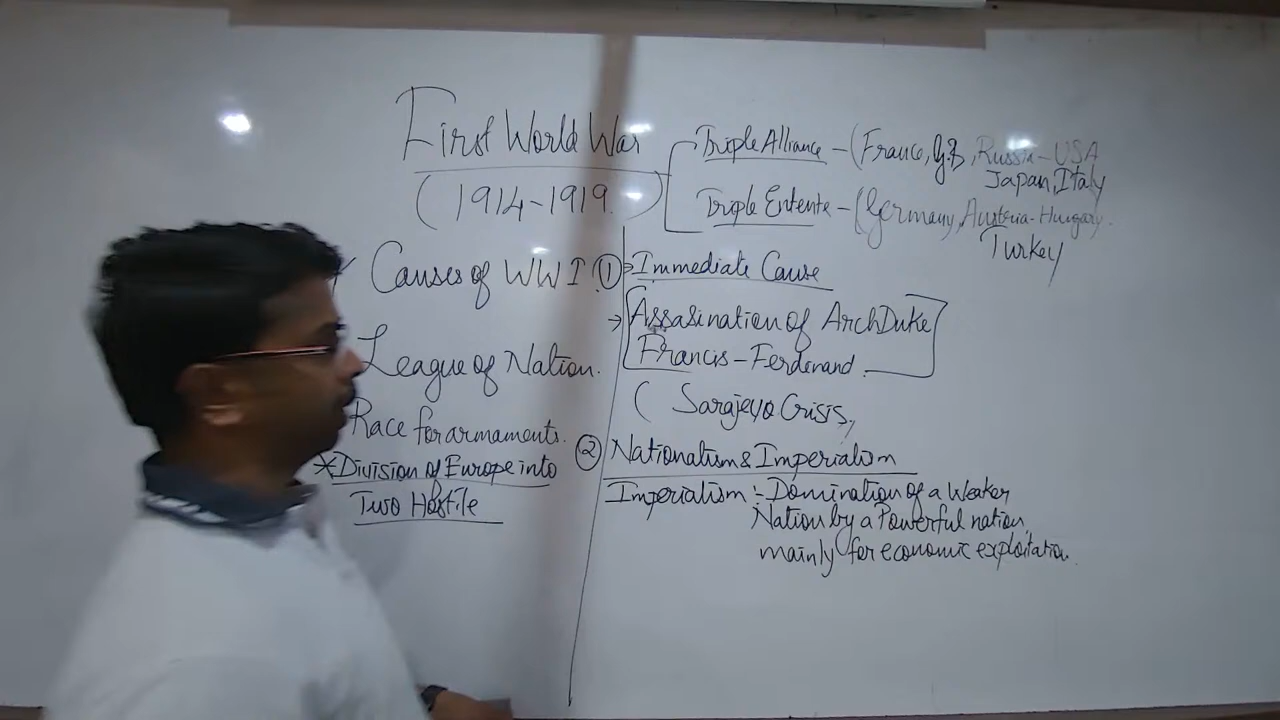 First World War
(1914-1919)
Triple Alliance - (France, G.B, Russia - USA
Japan, Italy
Triple Entente - (Germany, Austria-Hungary.
Turkey
Causes of WWI
League of Nation.
Race for armaments.
*Division of Europe into
Two Hostile
① Immediate Cause
→ Assasination of ArchDuke
Francis - Ferdinand
( Sarajevo Crisis,
② Nationalism & Imperialism
Imperialism :- Domination of a Weaker
Nation by a Powerful nation,
mainly for economic exploitation.